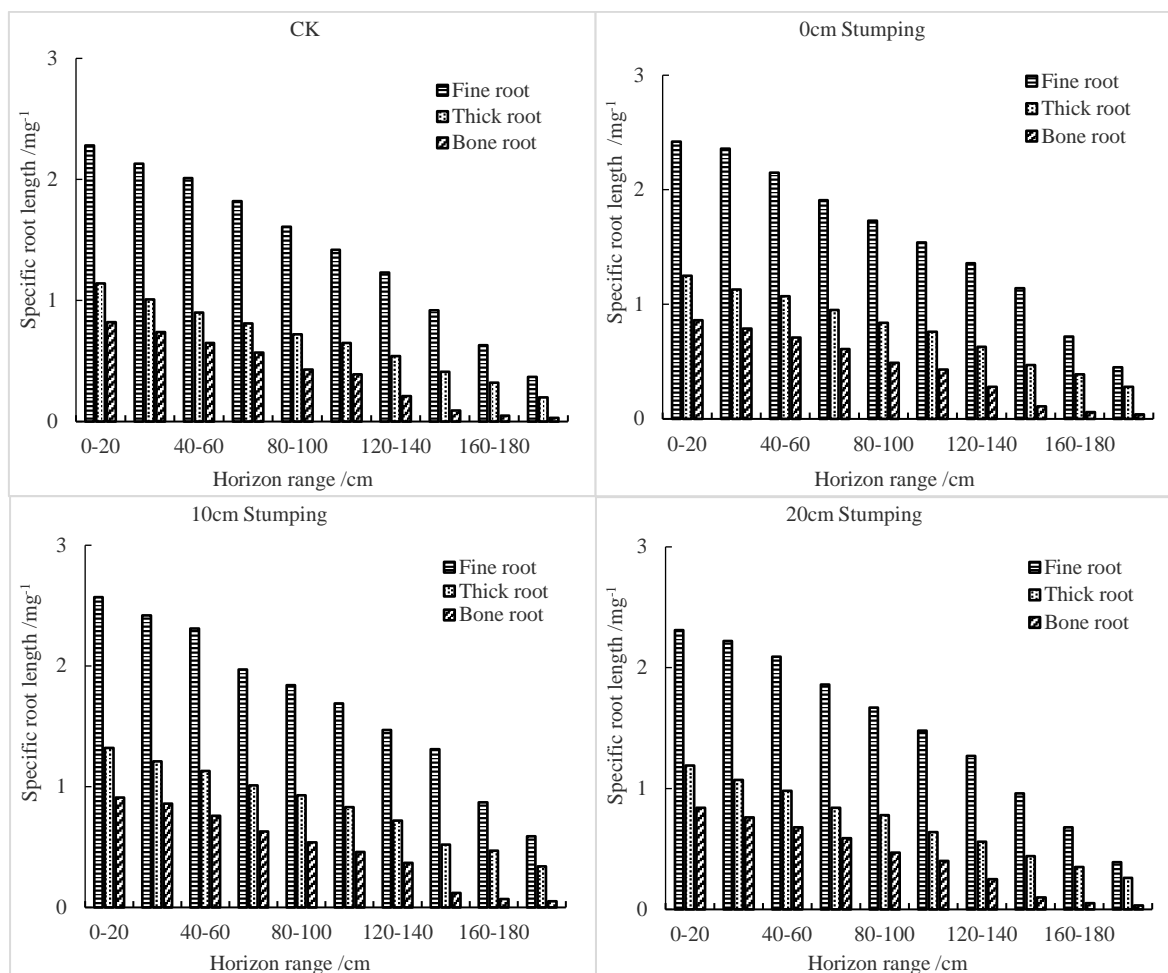 CK
3
2
1
0
Specific root length /mg-1
Fine root
Thick root
Bone root
0-20 40-60 80-100 120-140 160-180
Horizon range /cm
0cm Stumping
3
2
1
0
Specific root length /mg-1
Fine root
Thick root
Bone root
0-20 40-60 80-100 120-140 160-180
Horizon range /cm
10cm Stumping
3
2
1
0
Specific root length /mg-1
Fine root
Thick root
Bone root
0-20 40-60 80-100 120-140 160-180
Horizon range /cm
20cm Stumping
3
2
1
0
Specific root length /mg-1
Fine root
Thick root
Bone root
0-20 40-60 80-100 120-140 160-180
Horizon range /cm